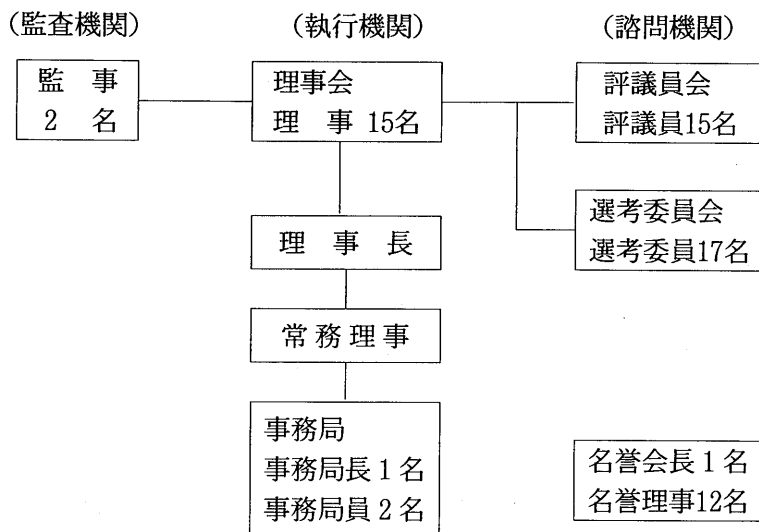 (監査機関)
(執行機関)
(諮問機関)
監 事
2 名
理事会
理 事 15名
評議員会
評議員15名
選考委員会
選考委員17名
理 事 長
常務理事
事務局
事務局長1名
事務局員2名
名誉会長1名
名誉理事12名